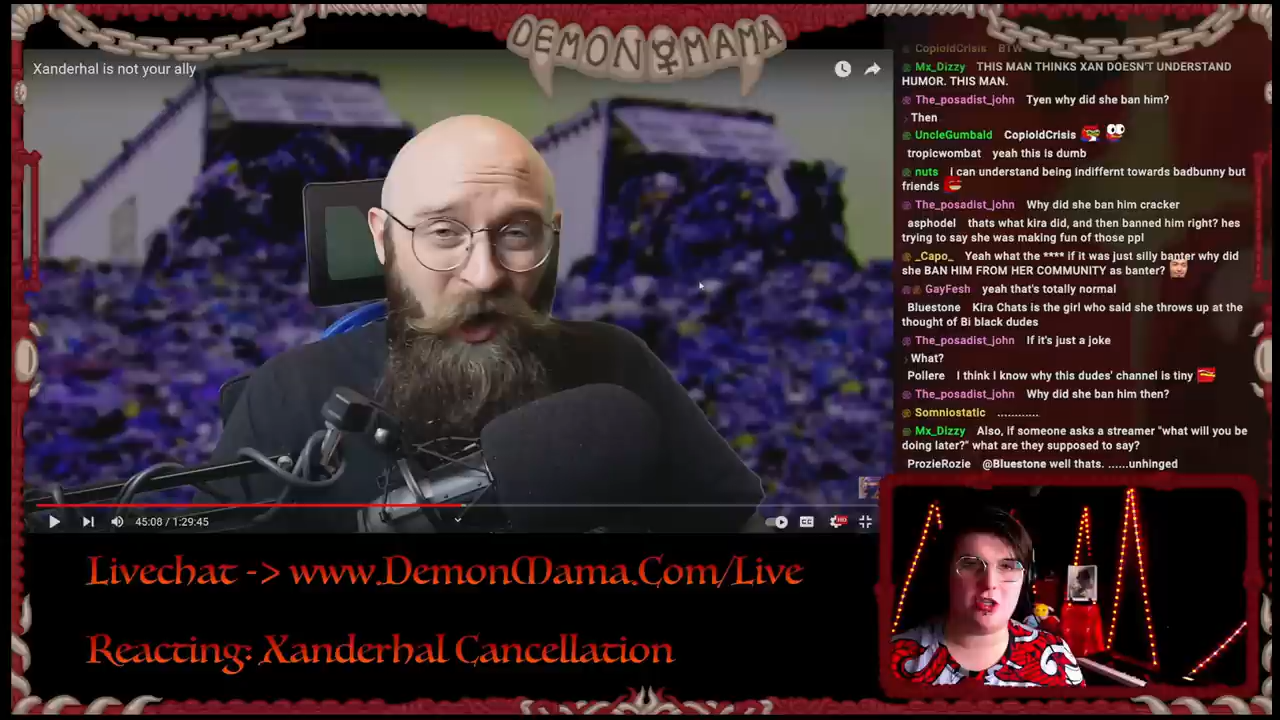 DEMON MAMA
Xanderhal is not your ally
45:08 / 1:29:45
CC
HD
CopioldCrisis BTW
Mx_Dizzy THIS MAN THINKS XAN DOESN'T UNDERSTAND
HUMOR. THIS MAN.
The_posadist_john Tyen why did she ban him?
Then
UncleGumbald CopioldCrisis
tropicwombat yeah this is dumb
nuts i can understand being indiffernt towards badbunny but
friends
The_posadist_john Why did she ban him cracker
asphodel thats what kira did, and then banned him right? hes
trying to say she was making fun of those ppl
_Capo_ Yeah what the **** if it was just silly banter why did
she BAN HIM FROM HER COMMUNITY as banter?
GayFesh yeah that's totally normal
Bluestone Kira Chats is the girl who said she throws up at the
thought of Bi black dudes
The_posadist_john If it's just a joke
What?
Pollere I think I know why this dudes' channel is tiny
The_posadist_john Why did she ban him then?
Somniostatic ............
Mx_Dizzy Also, if someone asks a streamer "what will you be
doing later?" what are they supposed to say?
ProzieRozie @Bluestone well thats. ......unhinged
Livechat -> www.DemonMama.Com/Live
Reacting: Xanderhal Cancellation